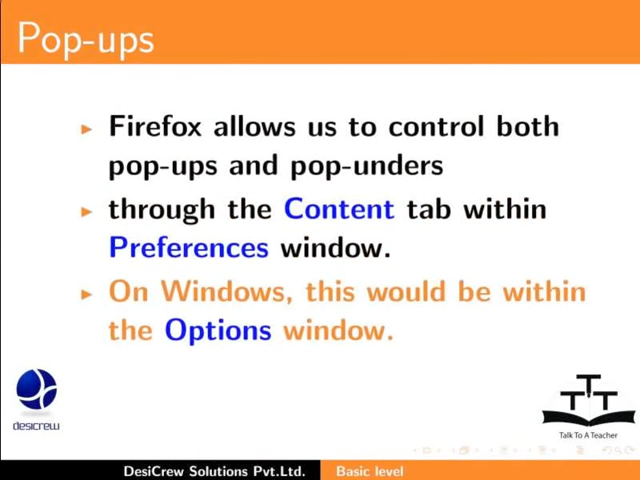 Pop-ups
Firefox allows us to control both
pop-ups and pop-unders
through the Content tab within
Preferences window.
On Windows, this would be within
the Options window.
desicrew
T T T
Talk To A Teacher
DesiCrew Solutions Pvt.Ltd. Basic level